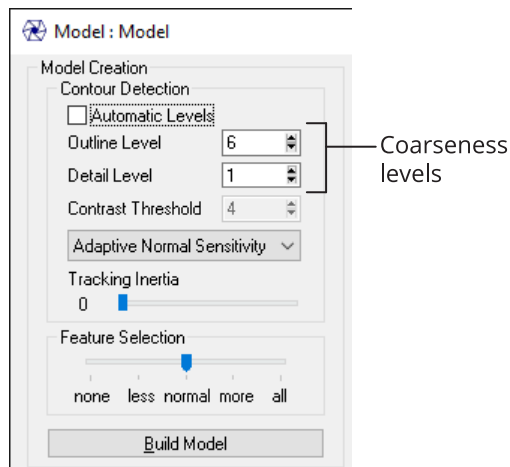 Model : Model
Model Creation
Contour Detection
Automatic Levels
Outline Level 6
Detail Level 1
Coarseness
levels
Contrast Threshold 4
Adaptive Normal Sensitivity
Tracking Inertia
0
Feature Selection
none less normal more all
Build Model